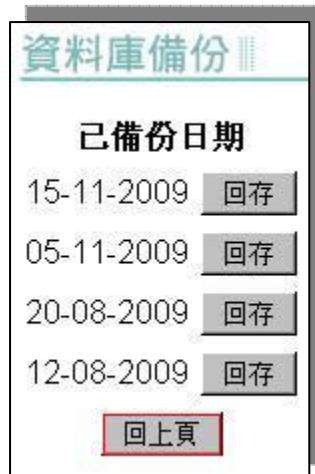 資料庫備份
已備份日期
15-11-2009 回存
05-11-2009 回存
20-08-2009 回存
12-08-2009 回存
回上頁